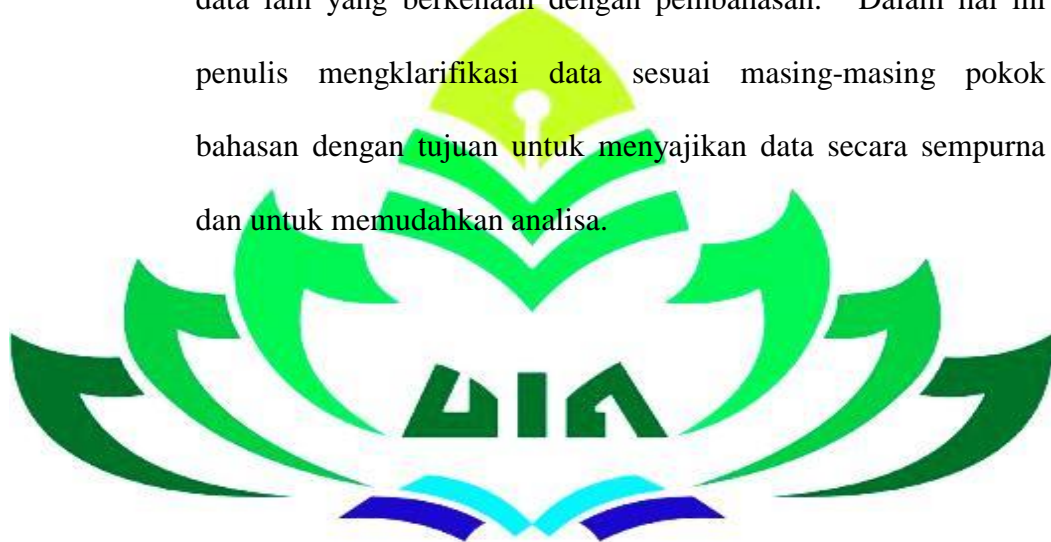 data lain yang berkenaan dengan pembahasan. Dalam hal ini
penulis mengklarifikasi data sesuai masing-masing pokok
bahasan dengan tujuan untuk menyajikan data secara sempurna
dan untuk memudahkan analisa.
UIN